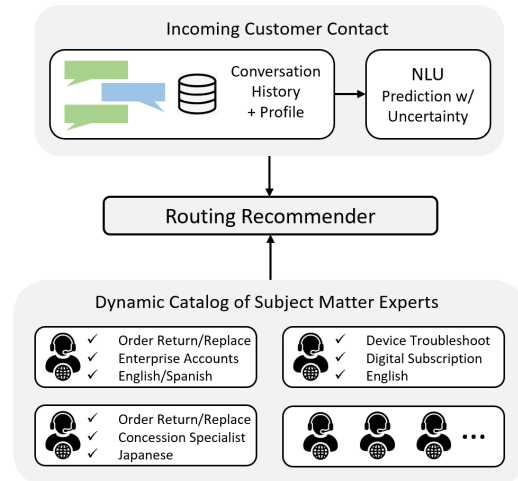 Incoming Customer Contact
Conversation
History
+ Profile
NLU
Prediction w/
Uncertainty
Routing Recommender
Dynamic Catalog of Subject Matter Experts
✓ Order Return/Replace
✓ Enterprise Accounts
✓ English/Spanish
✓ Device Troubleshoot
✓ Digital Subscription
✓ English
✓ Order Return/Replace
✓ Concession Specialist
✓ Japanese
...